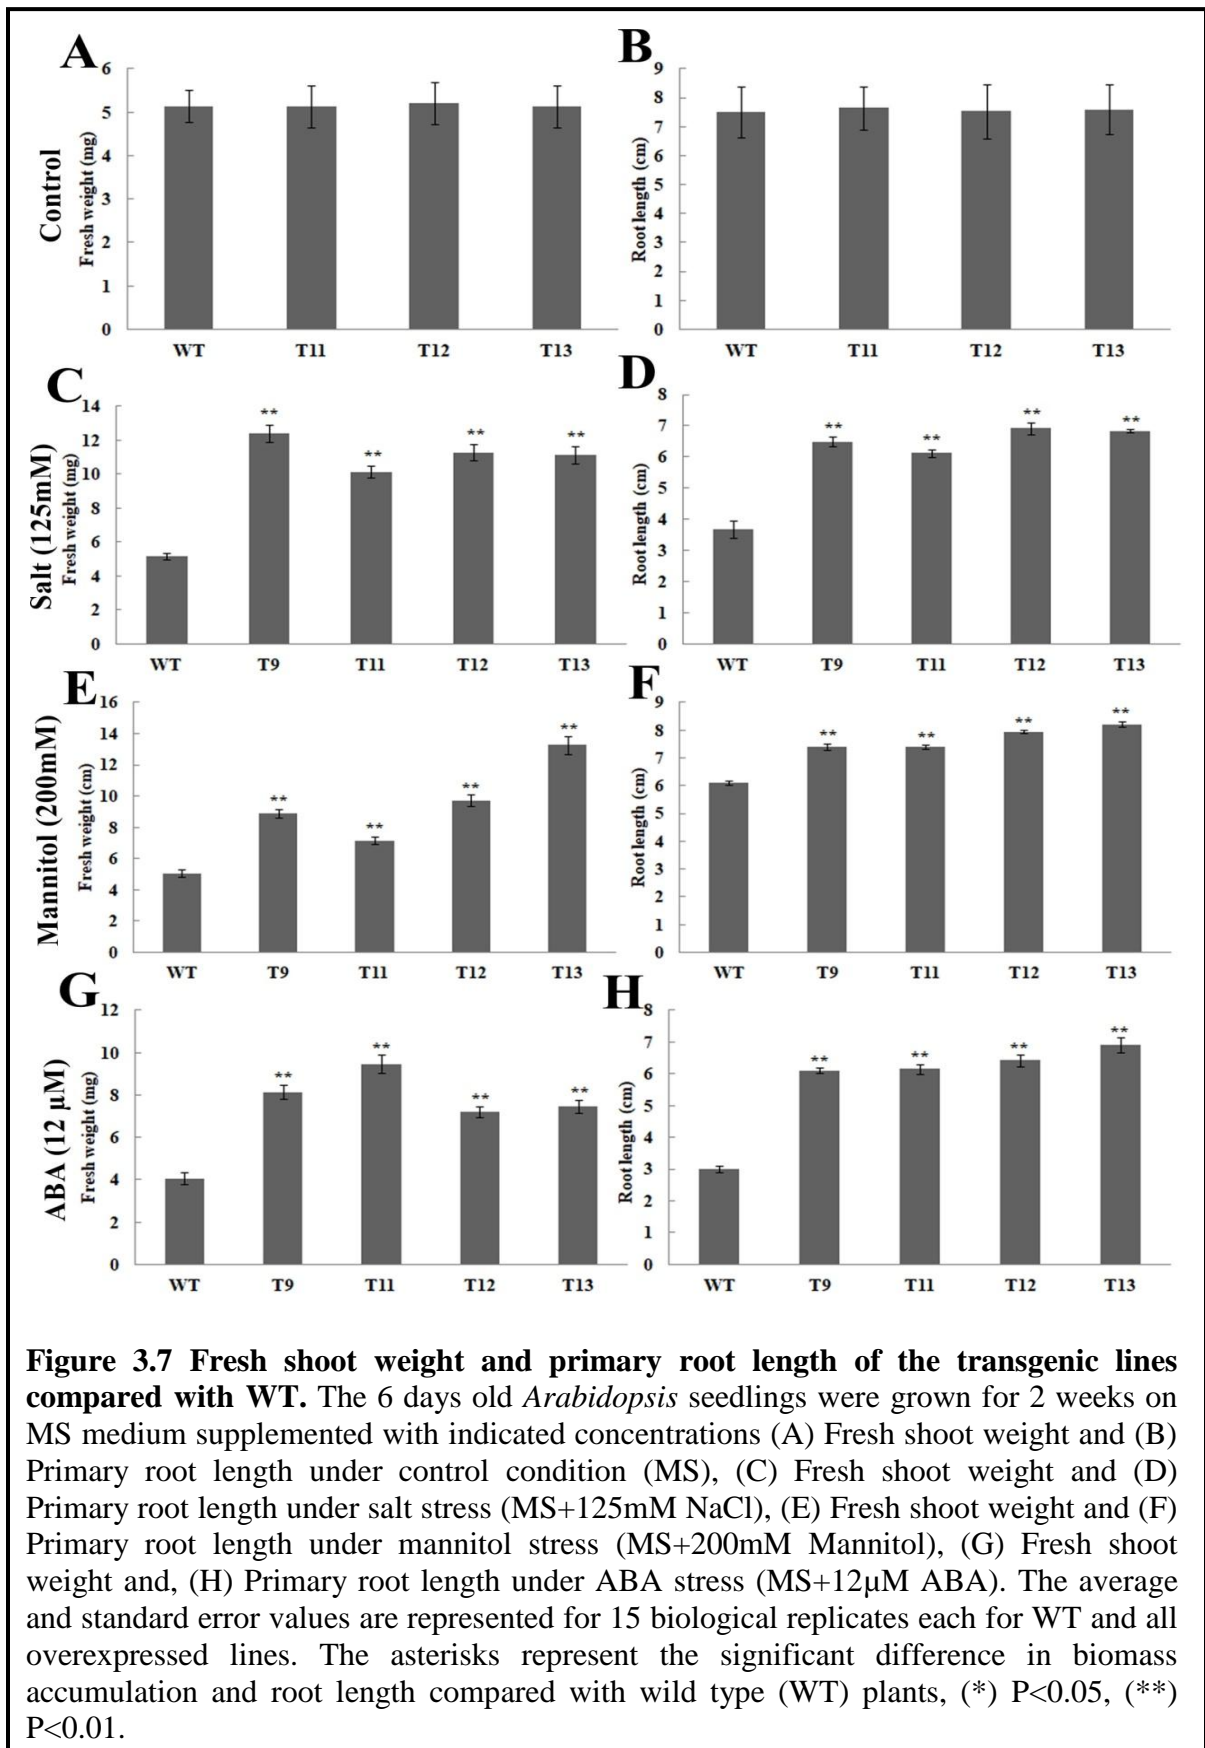 A
B
Control
Fresh weight (mg)
6
5
4
3
2
1
0
WT T11 T12 T13
Root length (cm)
9
8
7
6
5
4
3
2
1
0
WT T11 T12 T13
C
D
Salt (125mM)
Fresh weight (mg)
14
12
10
8
6
4
2
0
** ** ** **
WT T9 T11 T12 T13
Root length (cm)
8
7
6
5
4
3
2
1
0
** ** ** **
WT T9 T11 T12 T13
E
F
Mannitol (200mM)
Fresh weight (cm)
16
14
12
10
8
6
4
2
0
** ** ** **
WT T9 T11 T12 T13
Root length (cm)
9
8
7
6
5
4
3
2
1
0
** ** ** **
WT T9 T11 T12 T13
G
H
ABA (12 µM)
Fresh weight (mg)
12
10
8
6
4
2
0
** ** ** **
WT T9 T11 T12 T13
Root length (cm)
8
7
6
5
4
3
2
1
0
** ** ** **
WT T9 T11 T12 T13
Figure 3.7 Fresh shoot weight and primary root length of the transgenic lines
compared with WT. The 6 days old Arabidopsis seedlings were grown for 2 weeks on
MS medium supplemented with indicated concentrations (A) Fresh shoot weight and (B)
Primary root length under control condition (MS), (C) Fresh shoot weight and (D)
Primary root length under salt stress (MS+125mM NaCl), (E) Fresh shoot weight and (F)
Primary root length under mannitol stress (MS+200mM Mannitol), (G) Fresh shoot
weight and, (H) Primary root length under ABA stress (MS+12µM ABA). The average
and standard error values are represented for 15 biological replicates each for WT and all
overexpressed lines. The asterisks represent the significant difference in biomass
accumulation and root length compared with wild type (WT) plants, (*) P<0.05, (**)
P<0.01.